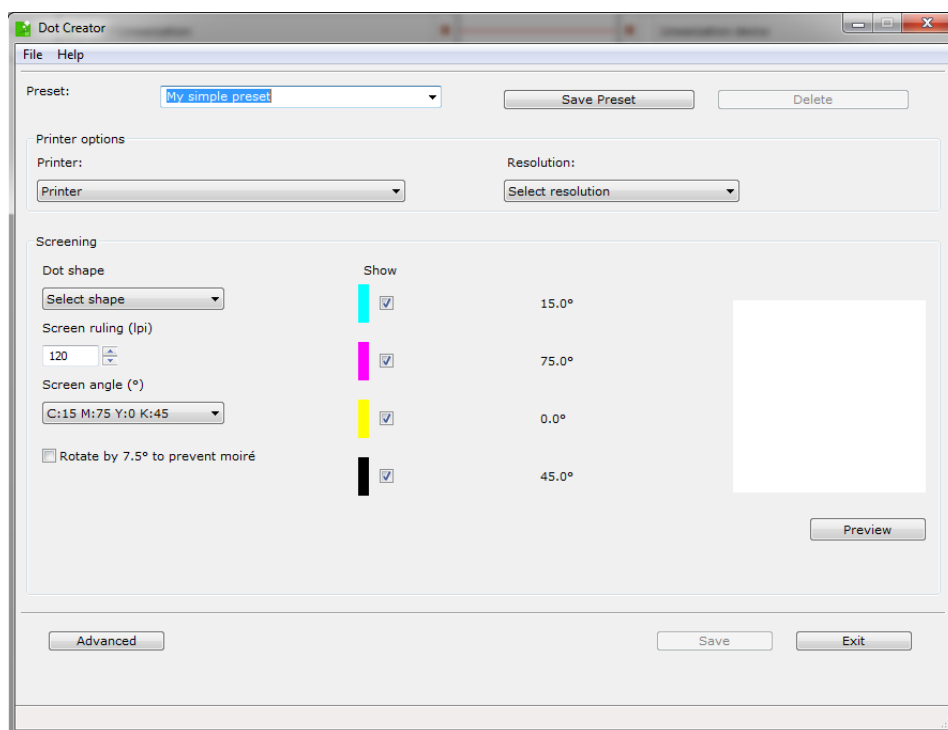 Dot Creator
File Help
Preset: My simple preset Save Preset Delete
Printer options
Printer: Resolution:
Printer Select resolution
Screening
Dot shape Show
Select shape 15.0°
Screen ruling (lpi)
120 75.0°
Screen angle (°)
C:15 M:75 Y:0 K:45 0.0°
Rotate by 7.5° to prevent moiré
45.0°
Preview
Advanced Save Exit